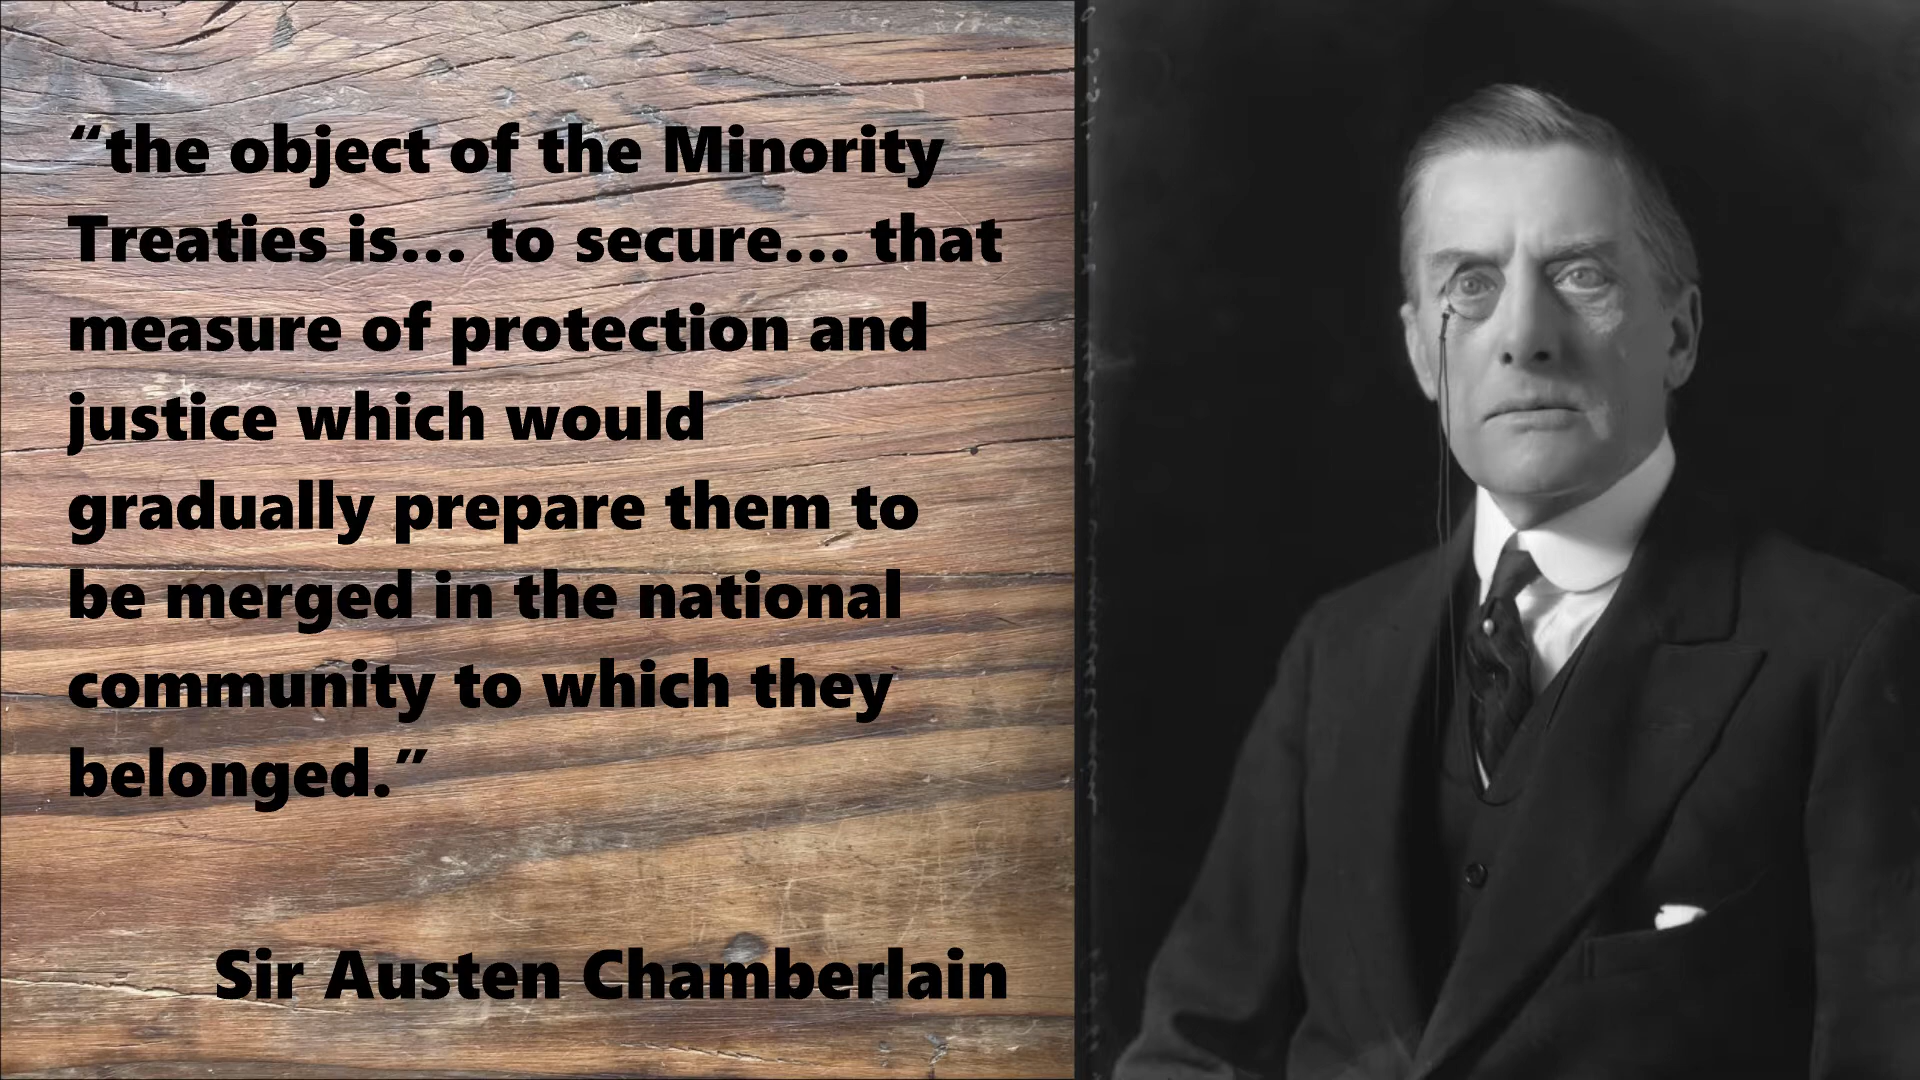 “the object of the Minority
Treaties is... to secure... that
measure of protection and
justice which would
gradually prepare them to
be merged in the national
community to which they
belonged.”
Sir Austen Chamberlain